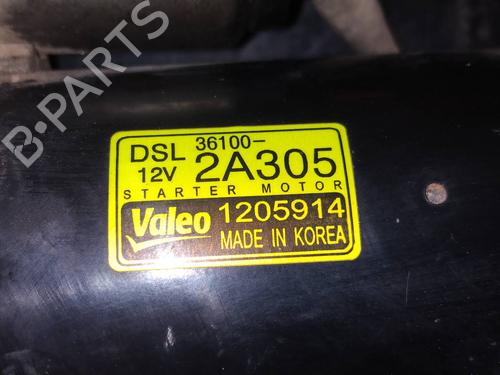 DSL 36100-
12V 2A305
STARTER MOTOR
Valeo 1205914
MADE IN KOREA
B-PARTS